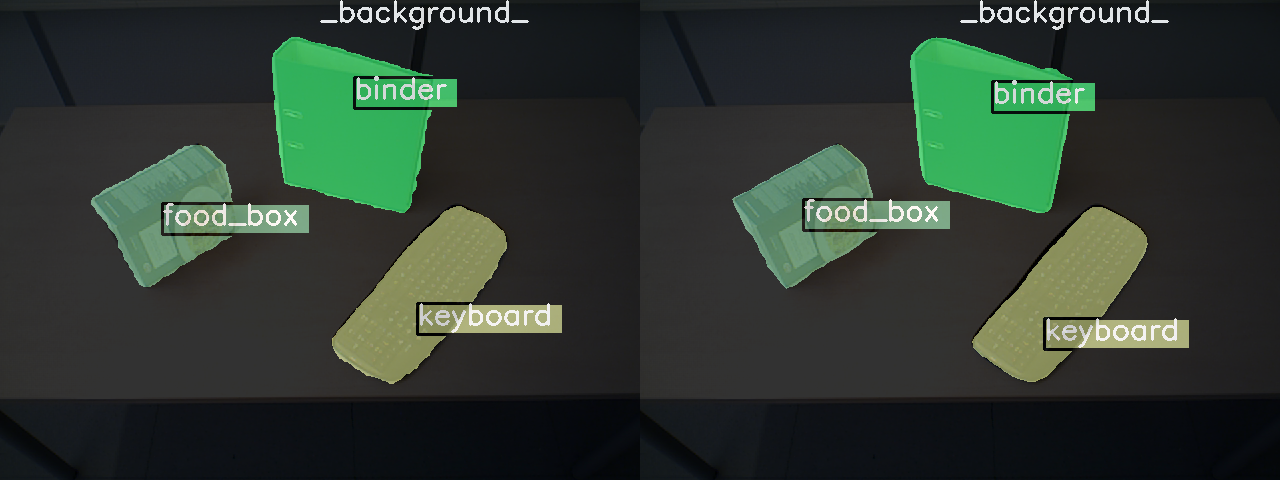 _background_
_background_
binder
binder
food_box
food_box
keyboard
keyboard